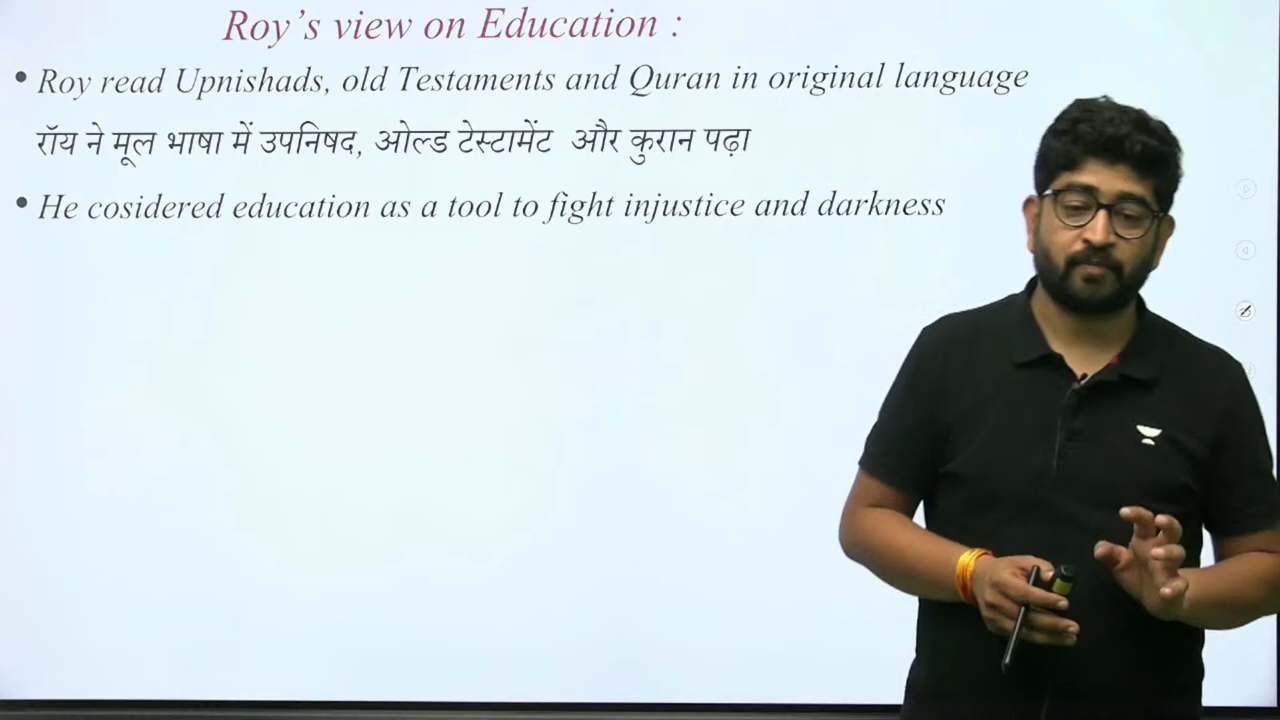 Roy's view on Education :
• Roy read Upnishads, old Testaments and Quran in original language
रॉय ने मूल भाषा में उपनिषद, ओल्ड टेस्टामेंट और कुरान पढ़ा
• He cosidered education as a tool to fight injustice and darkness